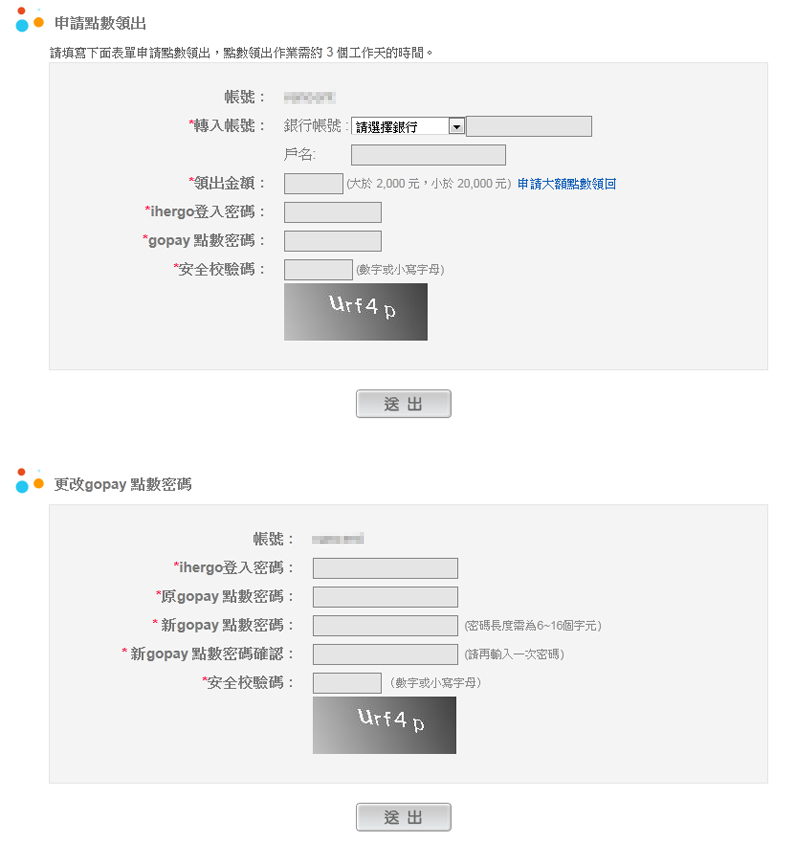 申請點數領出
請填寫下面表單申請點數領出，點數領出作業需約 3 個工作天的時間。
帳號：
*轉入帳號： 銀行帳號 : 請選擇銀行
戶名:
*領出金額： (大於 2,000 元，小於 20,000 元) 申請大額點數領回
*ihergo登入密碼：
*gopay 點數密碼：
*安全校驗碼： (數字或小寫字母)
Urf4p
送 出
更改gopay 點數密碼
帳號：
*ihergo登入密碼：
*原gopay 點數密碼：
* 新gopay 點數密碼： (密碼長度需為6~16個字元)
* 新gopay 點數密碼確認： (請再輸入一次密碼)
*安全校驗碼： (數字或小寫字母)
Urf4p
送 出